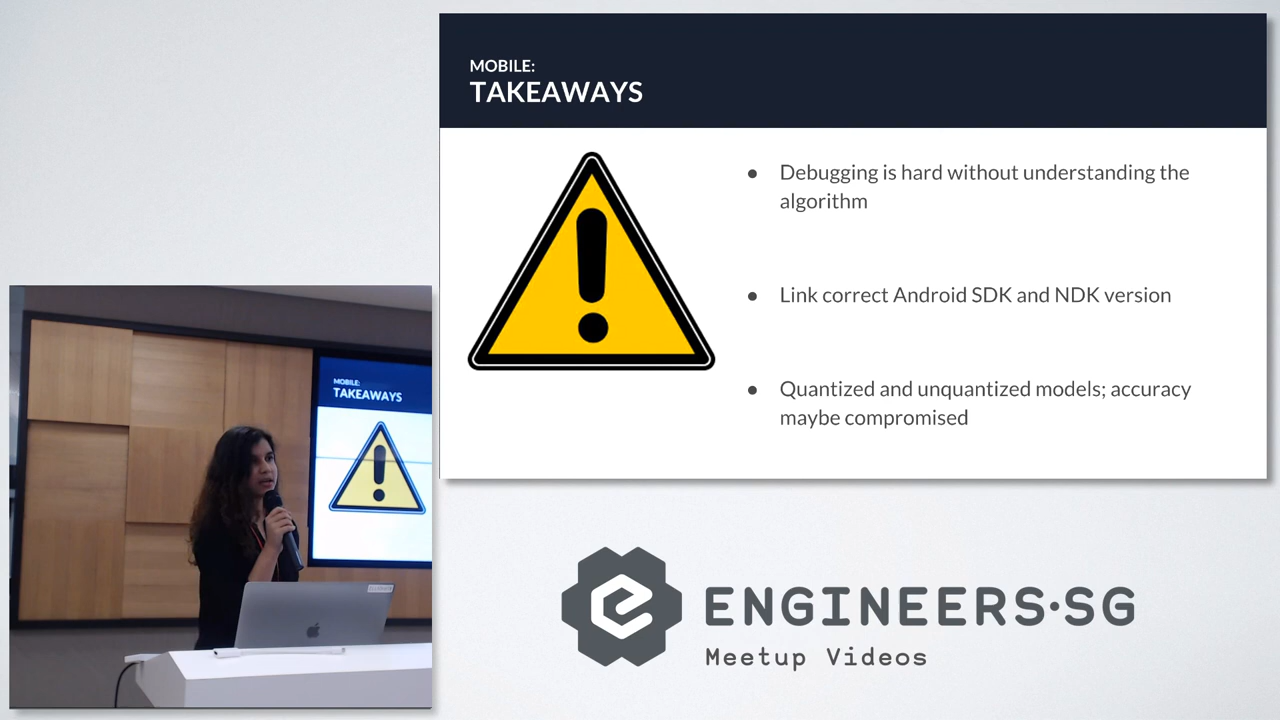 MOBILE:
TAKEAWAYS
● Debugging is hard without understanding the
algorithm
● Link correct Android SDK and NDK version
● Quantized and unquantized models; accuracy
maybe compromised
MOBILE:
TAKEAWAYS
ENGINEERS·SG
Meetup Videos